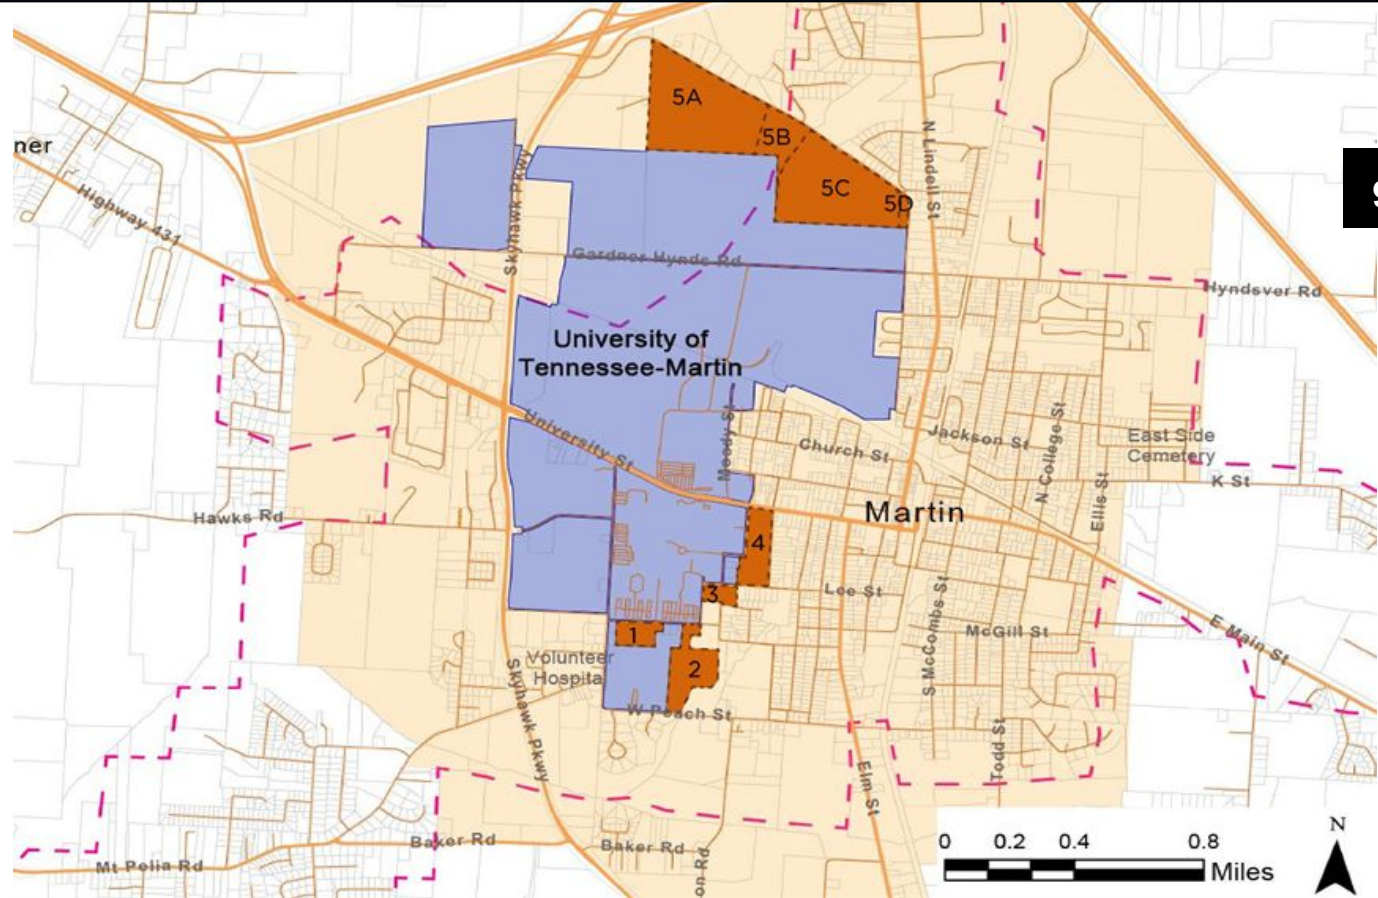 5A
5B
5C
5D
N Lindell St
ner
Highway 431
Skyhawk Pkwy
Gardner Hynds Rd
Hyndsver Rd
University of
Tennessee-Martin
University St
Moody St
Church St
Jackson St
N College St
East Side
Cemetery
K St
Ellis St
Hawks Rd
Martin
4
3
Lee St
S McCombs St
McGill St
E Main St
1
2
Volunteer
Hospital
W Peach St
Skyhawk Pkwy
Todd St
Elm St
Mt Pelia Rd
Baker Rd
Baker Rd
on Rd
0 0.2 0.4 0.8
Miles
N